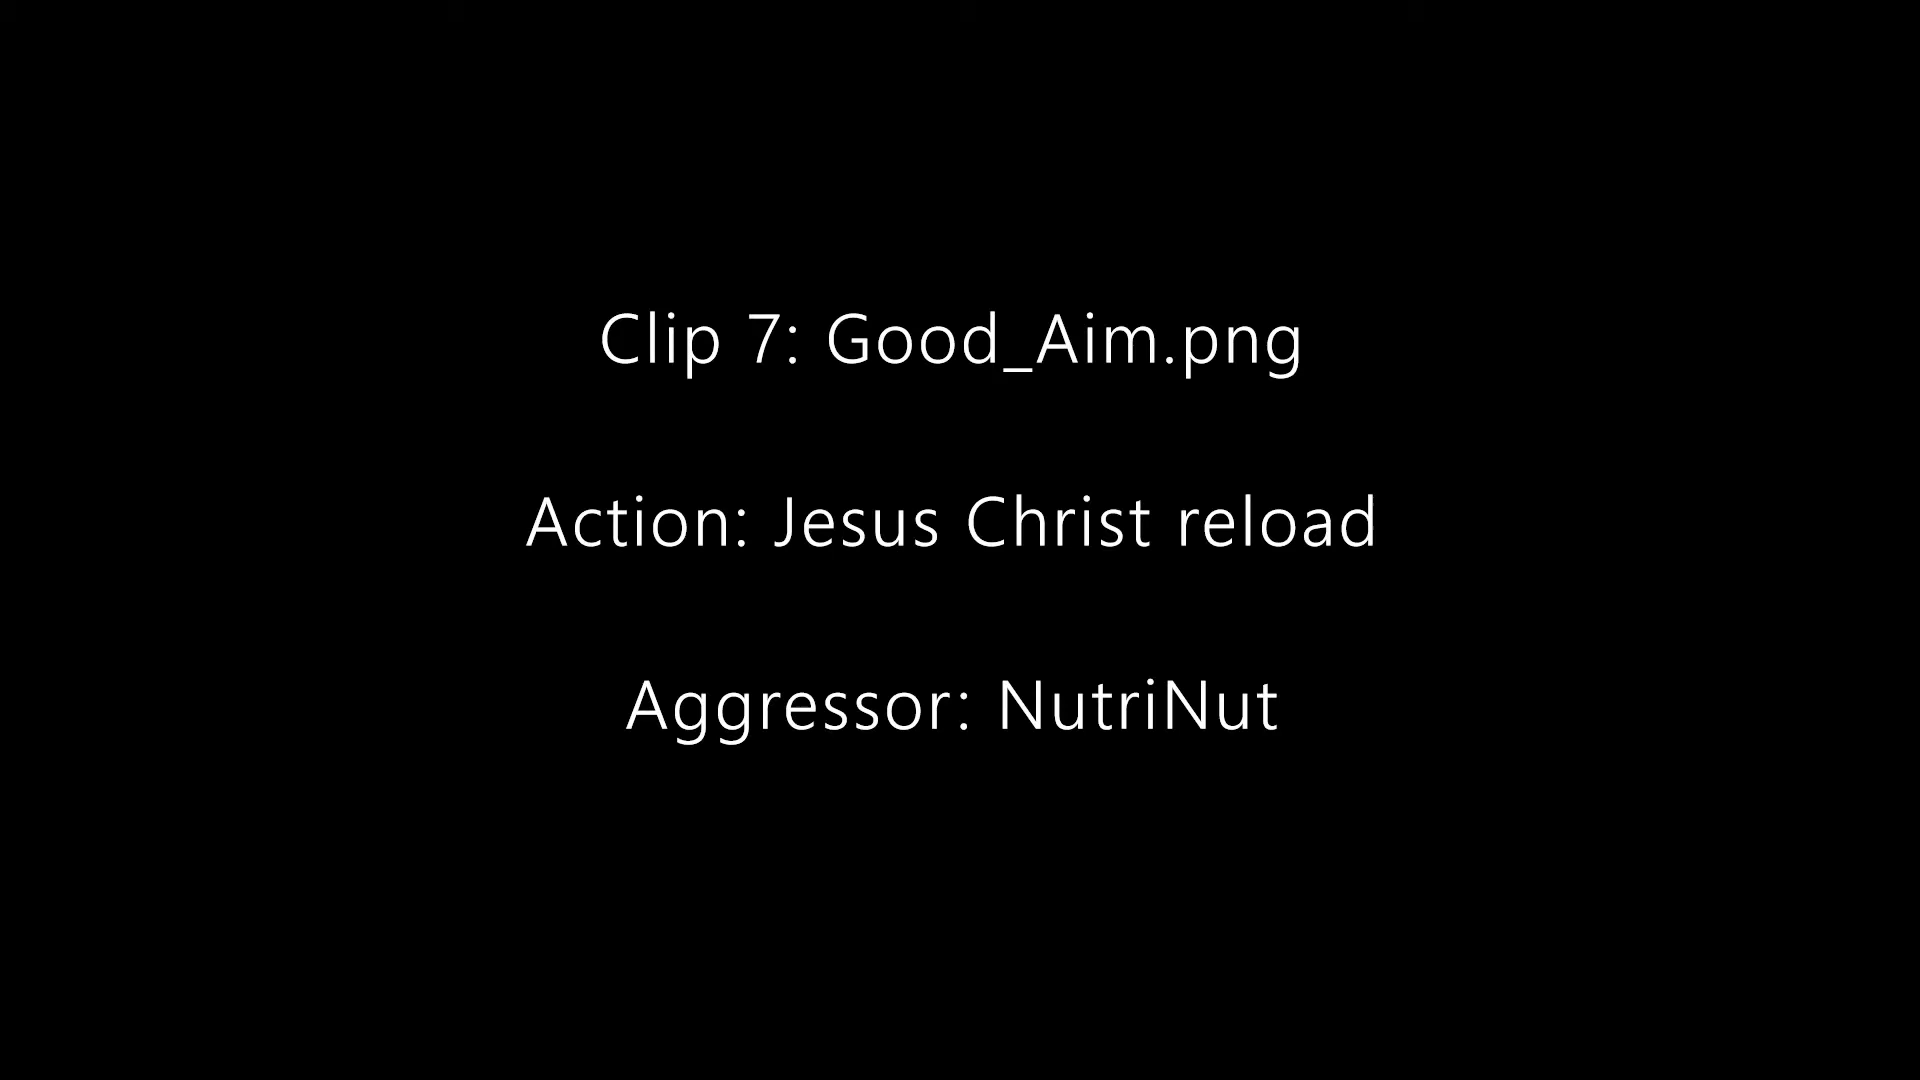 Clip 7: Good_Aim.png
Action: Jesus Christ reload
Aggressor: NutriNut